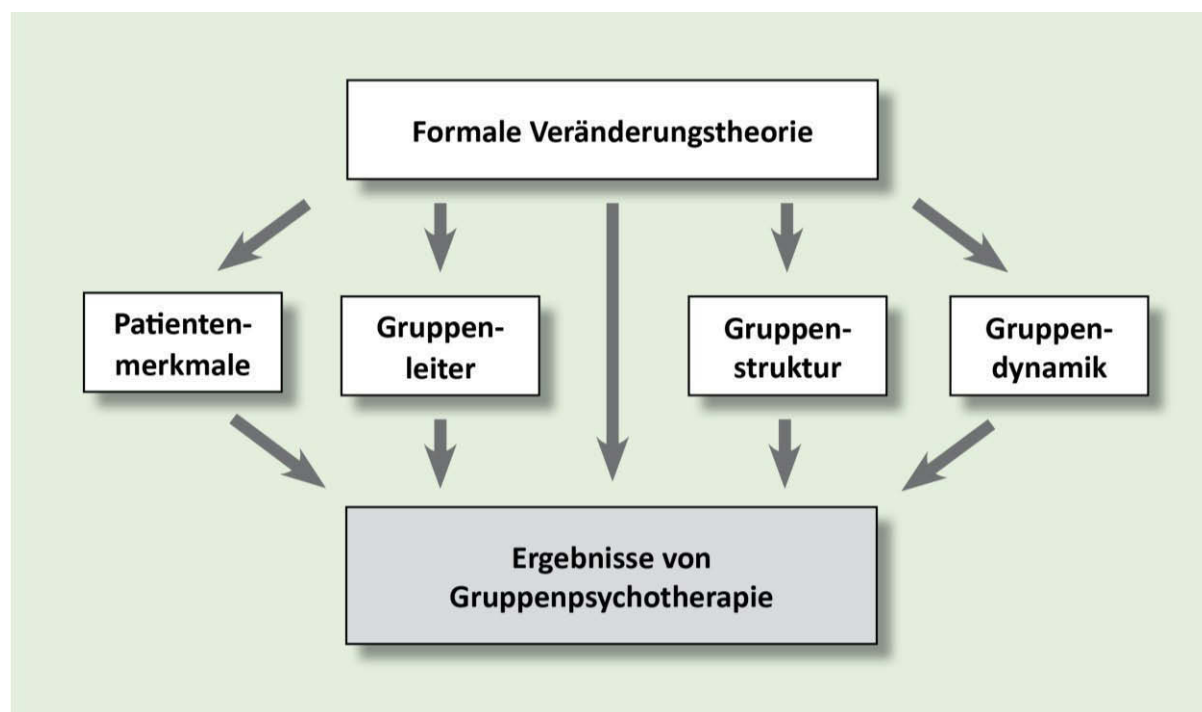 Formale Veränderungstheorie
Patienten-
merkmale
Gruppen-
leiter
Gruppen-
struktur
Gruppen-
dynamik
Ergebnisse von
Gruppenpsychotherapie